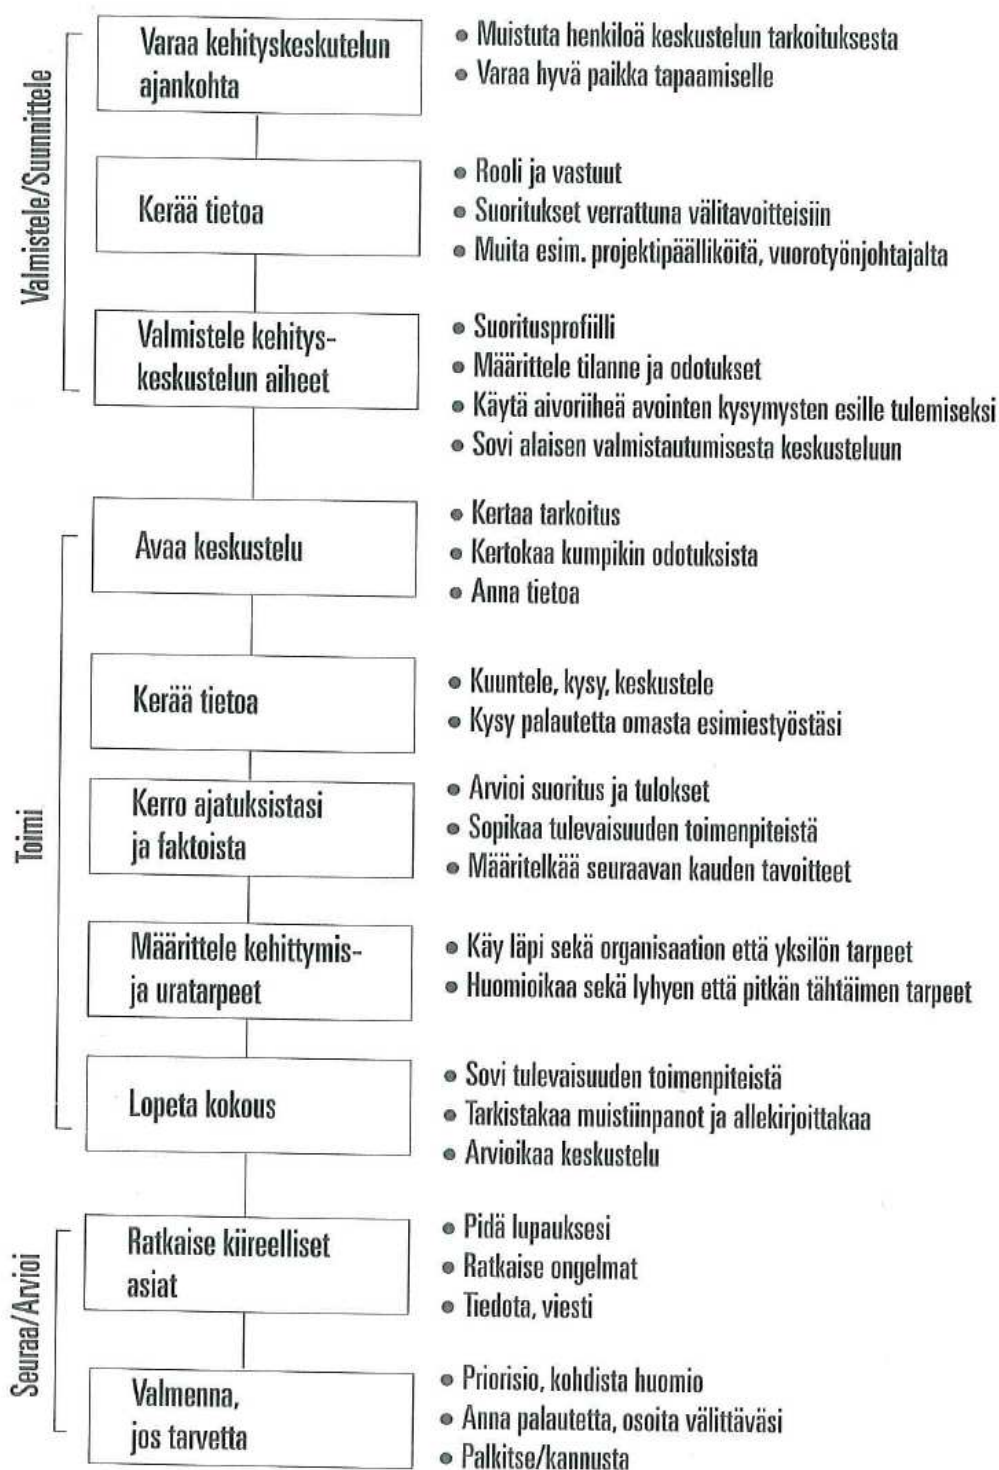 Valmistele/Suunnittele
Varaa kehityskeskutelun
ajankohta
• Muistuta henkilöä keskustelun tarkoituksesta
• Varaa hyvä paikka tapaamiselle
Kerää tietoa
• Rooli ja vastuut
• Suoritukset verrattuna välitavoitteisiin
• Muita esim. projektipäälliköitä, vuorotyönjohtajalta
Valmistele kehitys-
keskustelun aiheet
• Suoritusprofiilli
• Määrittele tilanne ja odotukset
• Käytä aivoriiheä avointen kysymysten esille tulemiseksi
• Sovi alaisen valmistautumisesta keskusteluun
Toimi
Avaa keskustelu
• Kertaa tarkoitus
• Kertokaa kumpikin odotuksista
• Anna tietoa
Kerää tietoa
• Kuuntele, kysy, keskustele
• Kysy palautetta omasta esimiestyöstäsi
Kerro ajatuksistasi
ja faktoista
• Arvioi suoritus ja tulokset
• Sopikaa tulevaisuuden toimenpiteistä
• Määritelkää seuraavan kauden tavoitteet
Määrittele kehittymis-
ja uratarpeet
• Käy läpi sekä organisaation että yksilön tarpeet
• Huomioikaa sekä lyhyen että pitkän tähtäimen tarpeet
Lopeta kokous
• Sovi tulevaisuuden toimenpiteistä
• Tarkistakaa muistiinpanot ja allekirjoittakaa
• Arvioikaa keskustelu
Seuraa/Arvioi
Ratkaise kiireelliset
asiat
• Pidä lupauksesi
• Ratkaise ongelmat
• Tiedota, viesti
Valmenna,
jos tarvetta
• Priorisio, kohdista huomio
• Anna palautetta, osoita välittäväsi
• Palkitse/kannusta